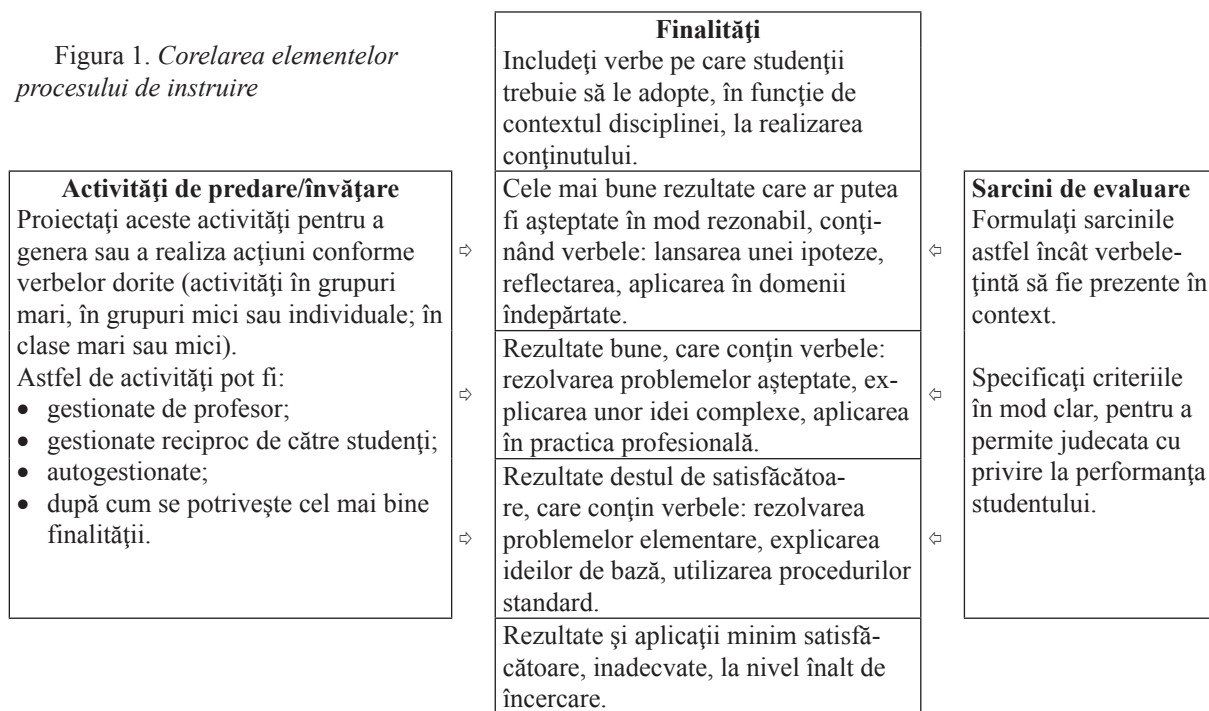 Figura 1. Corelarea elementelor
procesului de instruire
Finalităţi
Includeţi verbe pe care studenţii
trebuie să le adopte, în funcţie de
contextul disciplinei, la realizarea
conţinutului.
Activităţi de predare/învăţare
Proiectaţi aceste activităţi pentru a
genera sau a realiza acţiuni conforme
verbelor dorite (activităţi în grupuri
mari, în grupuri mici sau individuale; în
clase mari sau mici).
Astfel de activităţi pot fi:
• gestionate de profesor;
• gestionate reciproc de către studenţi;
• autogestionate;
• după cum se potriveşte cel mai bine
finalităţii.
⇨
⇨
⇨
Cele mai bune rezultate care ar putea
fi aşteptate în mod rezonabil, conţi-
nând verbele: lansarea unei ipoteze,
reflectarea, aplicarea în domenii
îndepărtate.
Rezultate bune, care conţin verbele:
rezolvarea problemelor așteptate, ex-
plicarea unor idei complexe, aplicarea
în practica profesională.
Rezultate destul de satisfăcătoa-
re, care conţin verbele: rezolvarea
problemelor elementare, explicarea
ideilor de bază, utilizarea procedurilor
standard.
Rezultate şi aplicaţii minim satisfă-
cătoare, inadecvate, la nivel înalt de
încercare.
⇦
⇦
⇦
Sarcini de evaluare
Formulaţi sarcinile
astfel încât verbele-
ţintă să fie prezente în
context.
Specificaţi criteriile
în mod clar, pentru a
permite judecata cu
privire la performanţa
studentului.